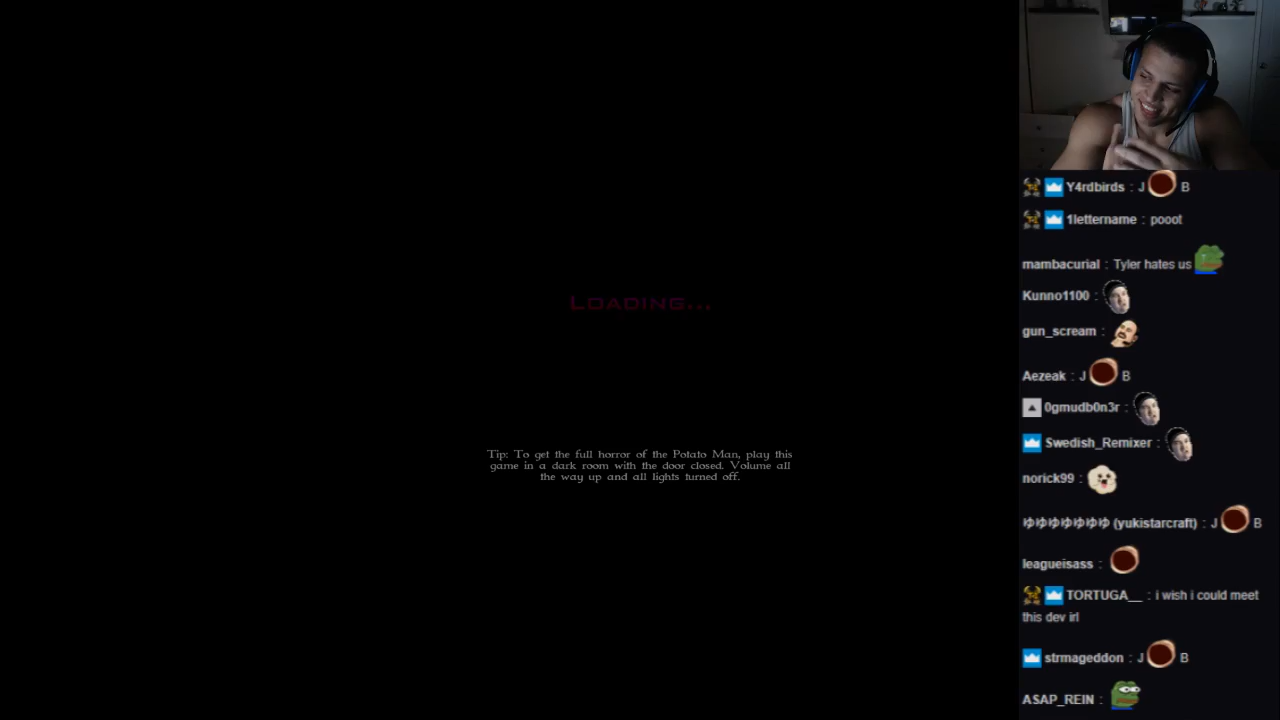 Loading...
Tip: To get the full horror of the Potato Man, play this
game in a dark room with the door closed. Volume all
the way up and all lights turned off.
Y4rdbirds : J B
1lettername : pooot
mambacurial : Tyler hates us
Kunno1100 :
gun_scream :
Aezeak : J B
0gmudb0n3r :
Swedish_Remixer :
norick99 :
ゆゆゆゆゆゆゆ (yukistarcraft) : J B
leagueisass :
TORTUGA__ : i wish i could meet
this dev irl
strmageddon : J B
ASAP_REIN :